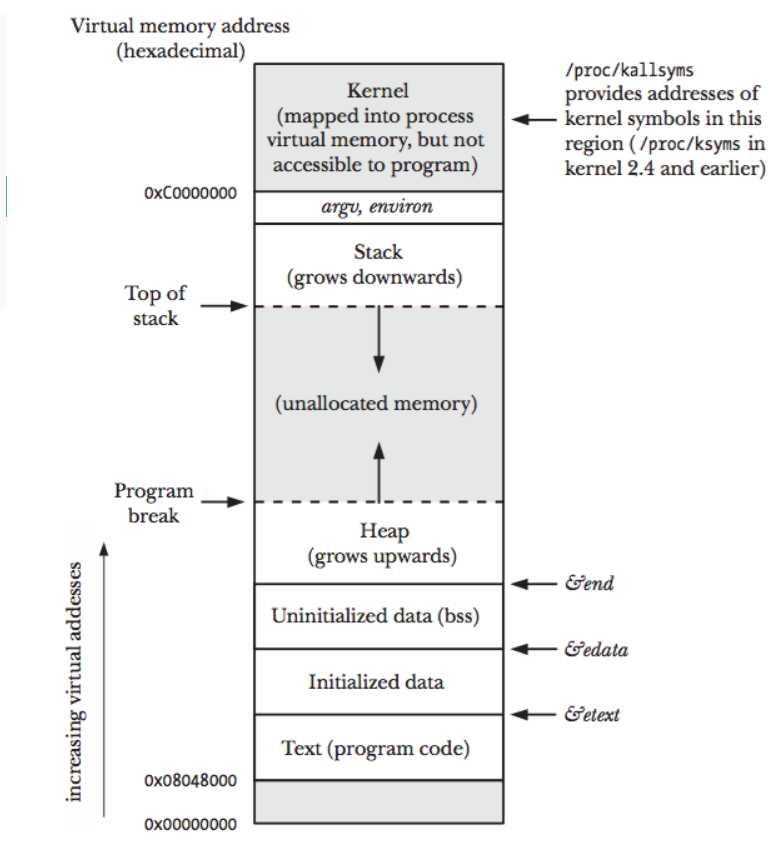 Virtual memory address
(hexadecimal)
/proc/kallsyms
provides addresses of
kernel symbols in this
region (/proc/ksyms in
kernel 2.4 and earlier)
Kernel
(mapped into process
virtual memory, but not
accessible to program)
0xC0000000
argv, environ
Stack
(grows downwards)
Top of
stack
(unallocated memory)
Program
break
Heap
(grows upwards)
&end
Uninitialized data (bss)
&edata
Initialized data
&etext
Text (program code)
0x08048000
0x00000000
increasing virtual addesses